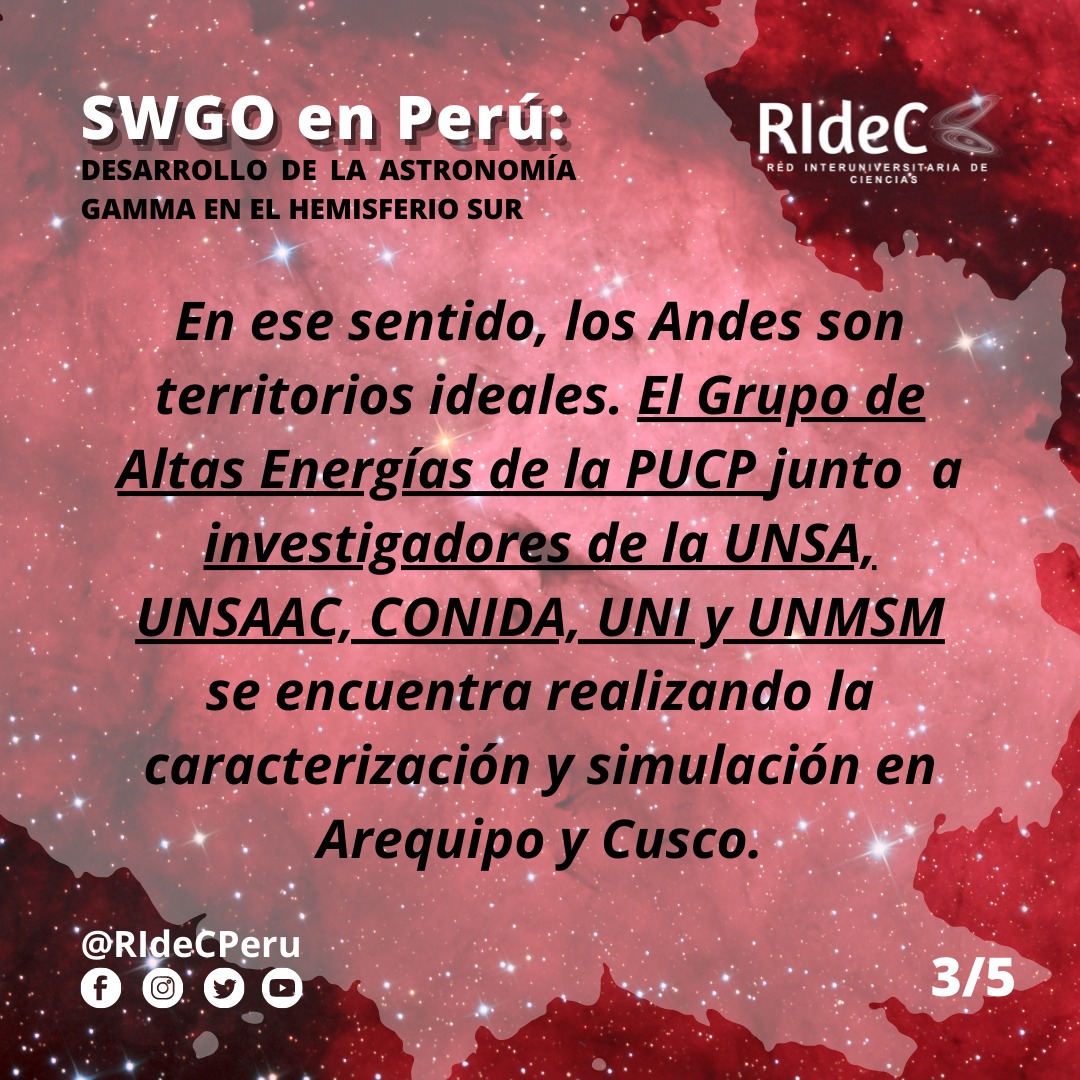 SWGO en Perú:
DESARROLLO DE LA ASTRONOMÍA
GAMMA EN EL HEMISFERIO SUR
RIdeC
RED INTERUNIVERSITARIA DE
CIENCIAS
En ese sentido, los Andes son
territorios ideales. El Grupo de
Altas Energías de la PUCP junto a
investigadores de la UNSA,
UNSAAC, CONIDA, UNI y UNMSM
se encuentra realizando la
caracterización y simulación en
Arequipo y Cusco.
@RIdeCPeru
3/5